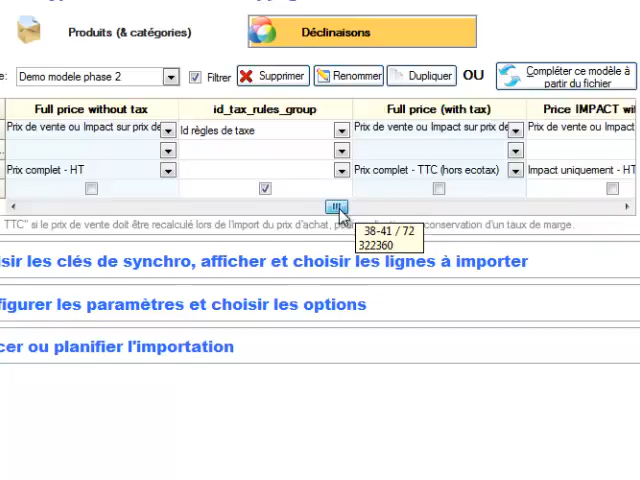 Produits (& catégories)
Déclinaisons
e:
Demo modele phase 2
Filtrer
Supprimer
Renommer
Dupliquer
OU
Compléter ce modèle à
partir du fichier
Full price without tax
id_tax_rules_group
Full price (with tax)
Price IMPACT wi
Prix de vente ou Impact sur prix de
Id règles de taxe
Prix de vente ou Impact sur prix de
Prix de vente ou Impact
Prix complet - HT
Prix complet - TTC (hors ecotax)
Impact uniquement - HT
TTC" si le prix de vente doit être recalculé lors de l'import du prix d'achat, conservation d'un taux de marge.
38-41 / 72
322360
sir les clés de synchro, afficher et choisir les lignes à importer
figurer les paramètres et choisir les options
cer ou planifier l'importation